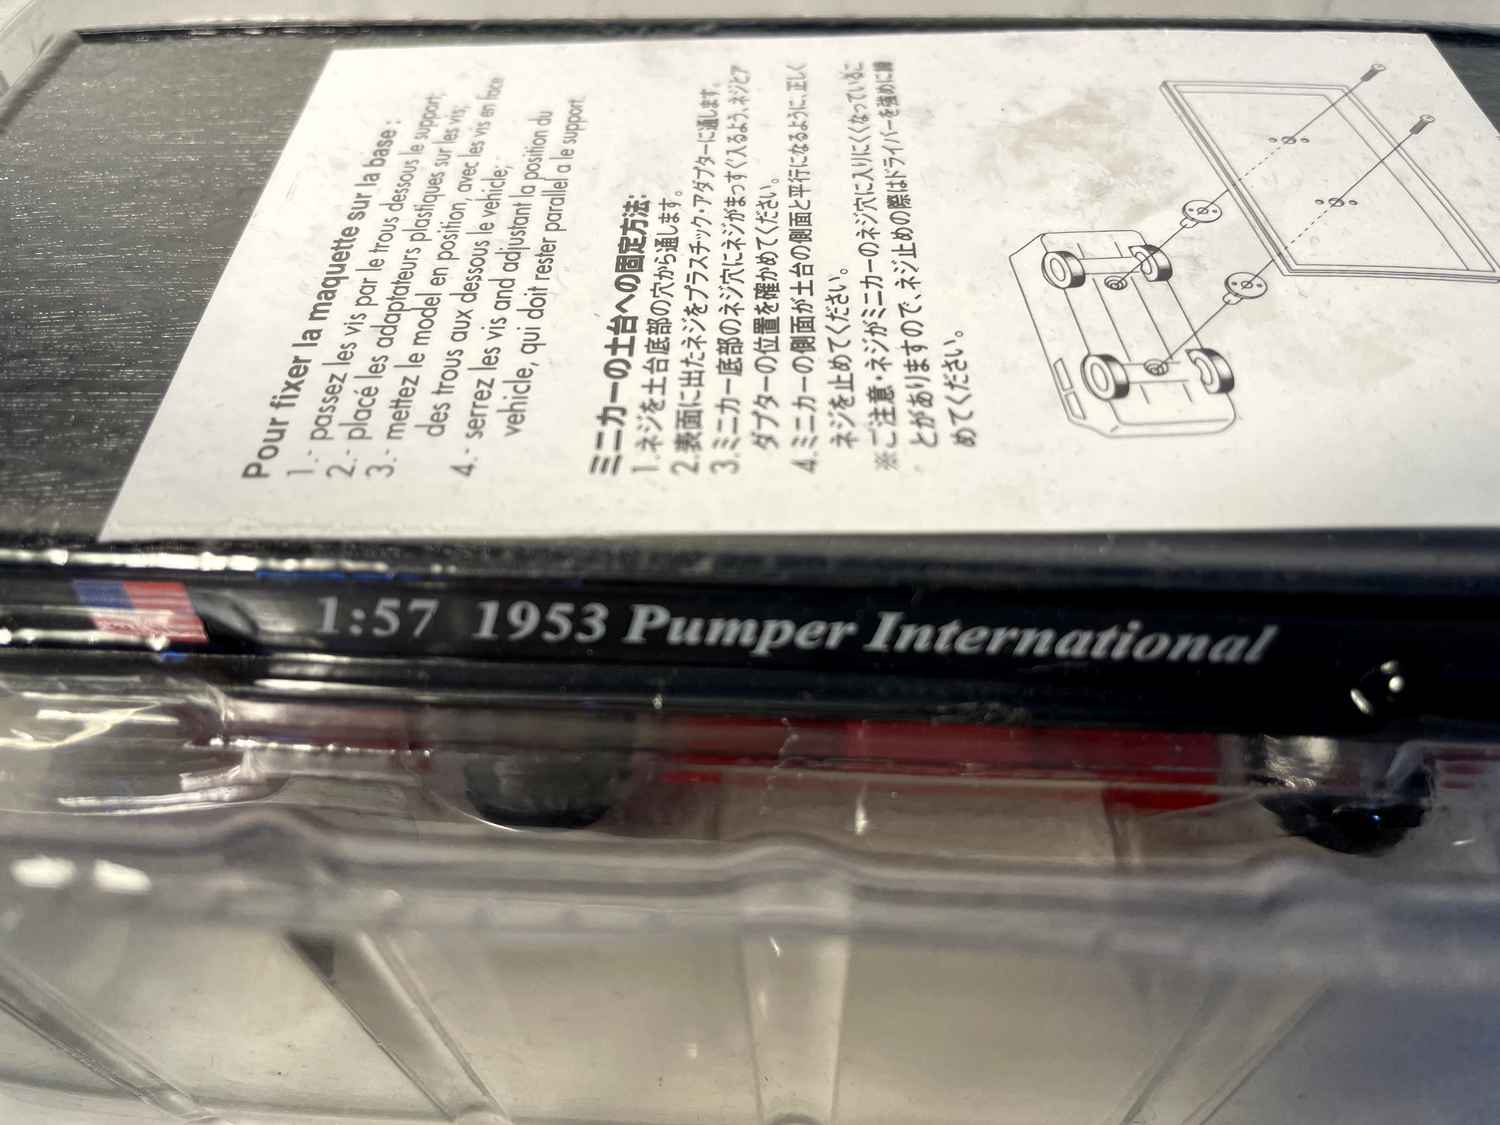 Pour fixer la maquette sur la base :
1.- passez les vis par le trous dessous le support;
2.- placé les adaptateurs plastiques sur les vis;
3.- mettez le model en position, avec les vis en face
des trous aux dessous le vehicle;
4.- serrez les vis and adjustant la position du
vehicle, qui doit rester parallel a le support.
ミニカーの土台への固定方法:
1.ネジを土台底部の穴から通します。
2.表面に出たネジをプラスチック・アダプターに通します。
3.ミニカー底部のネジ穴にネジがまっすぐ入るよう、ネジとア
ダプターの位置を確かめてください。
4.ミニカーの側面が土台の側面と平行になるように、正しく
ネジを止めてください。
※ご注意・ネジがミニカーのネジ穴に入りにくくなっているこ
とがありますので、ネジ止めの際はドライバーを強めに締
めてください。
1:57 1953 Pumper International